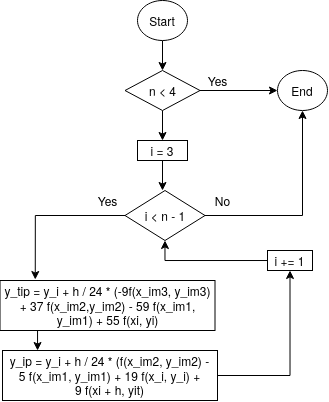 Start
n < 4
Yes
End
i = 3
Yes
i < n - 1
No
i += 1
y_tip = y_i + h / 24 * (-9f(x_im3, y_im3)
+ 37 f(x_im2,y_im2) - 59 f(x_im1,
y_im1) + 55 f(xi, yi)
y_ip = y_i + h / 24 * (f(x_im2, y_im2) -
5 f(x_im1, y_im1) + 19 f(x_i, y_i) +
9 f(xi + h, yit)